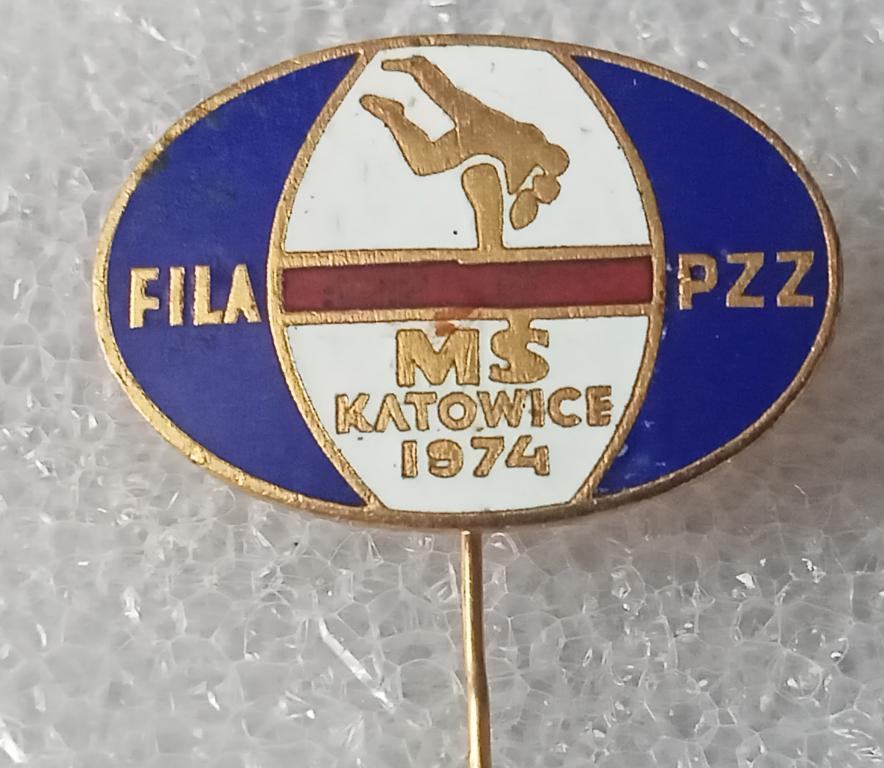 FILA
PZZ
MS
KATOWICE
1974